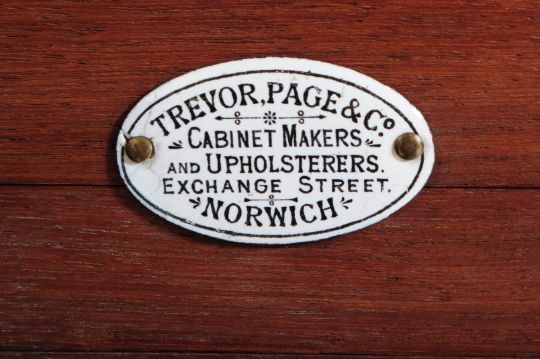 TREVOR, PAGE & Co.
CABINET MAKERS
AND UPHOLSTERERS.
EXCHANGE STREET.
NORWICH